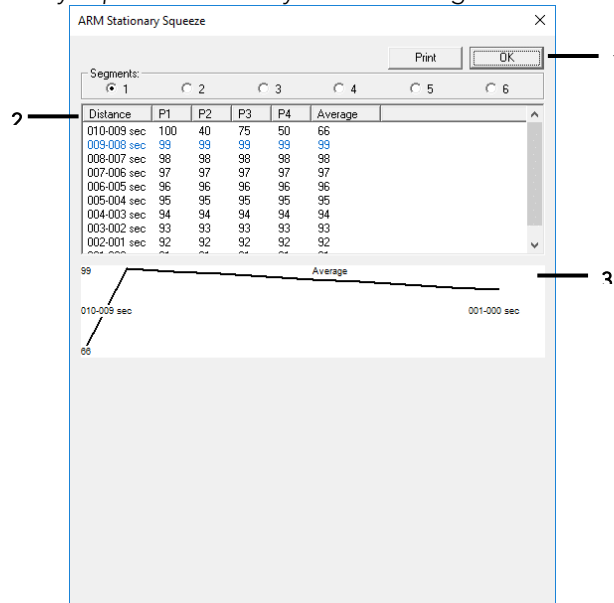 ARM Stationary Squeeze
Print OK
Segments:
1 2 3 4 5 6
2
Distance P1 P2 P3 P4 Average
010-009 sec 100 40 75 50 66
009-008 sec 99 99 99 99 99
008-007 sec 98 98 98 98 98
007-006 sec 97 97 97 97 97
006-005 sec 96 96 96 96 96
005-004 sec 95 95 95 95 95
004-003 sec 94 94 94 94 94
003-002 sec 93 93 93 93 93
002-001 sec 92 92 92 92 92
99 Average
3
010-009 sec 001-000 sec
66